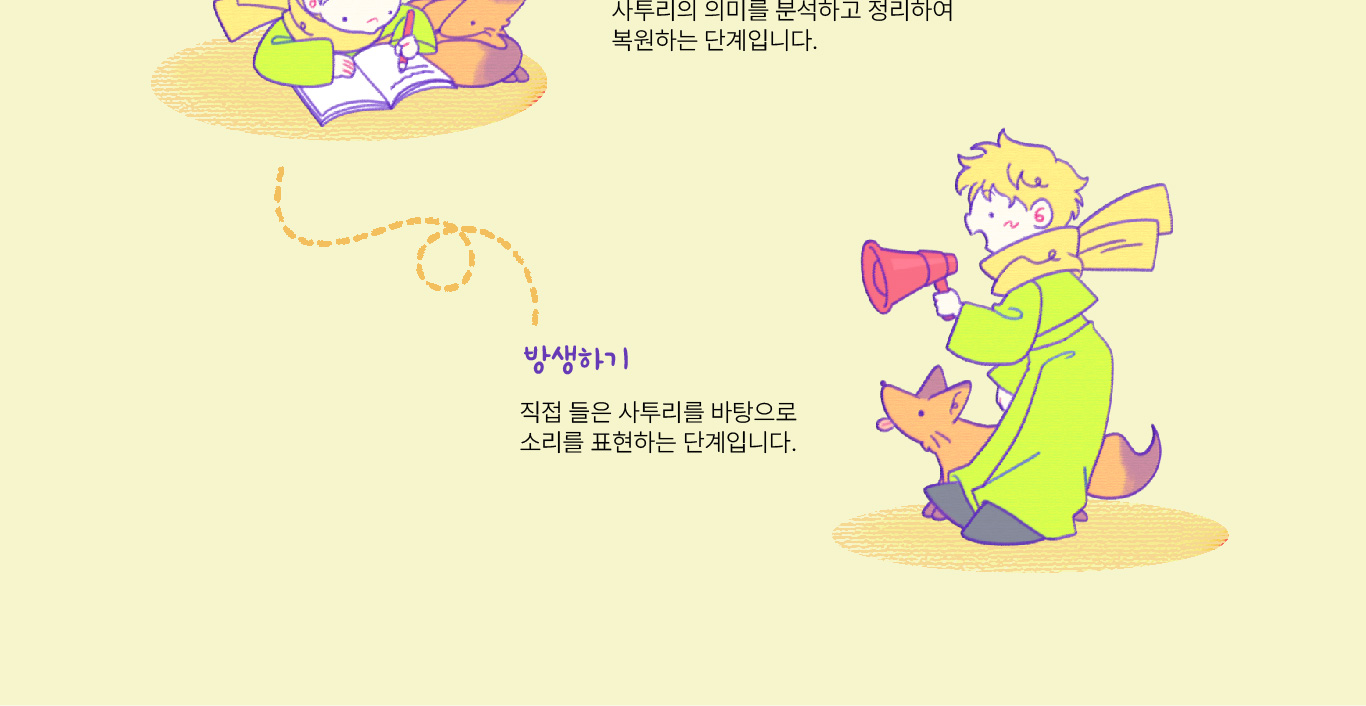 사투리의 의미를 분석하고 정리하여
복원하는 단계입니다.
방생하기
직접 들은 사투리를 바탕으로
소리를 표현하는 단계입니다.